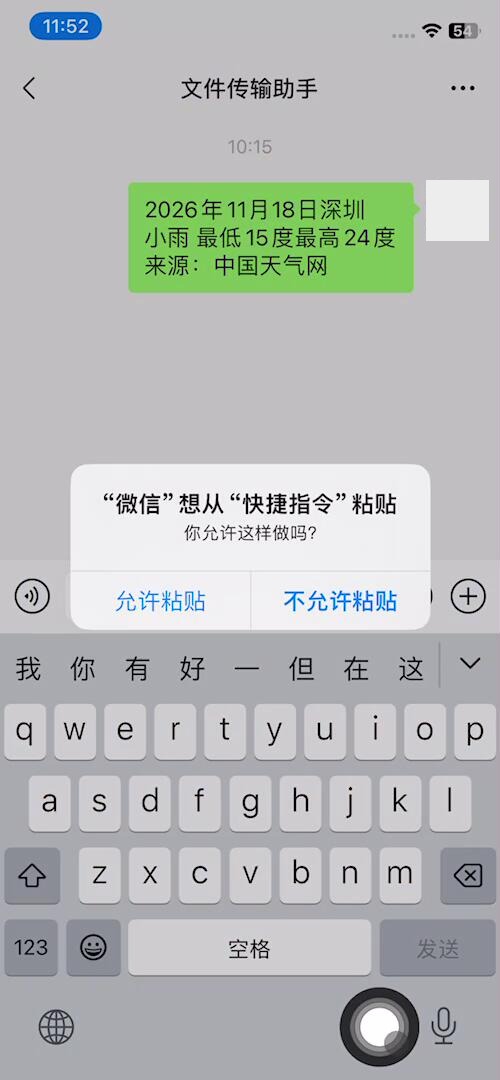 11:52
54
文件传输助手
10:15
2026年11月18日深圳
小雨 最低15度最高24度
来源：中国天气网
“微信”想从“快捷指令”粘贴
你允许这样做吗？
允许粘贴 不允许粘贴
我 你 有 好 一 但 在 这
q w e r t y u i o p
a s d f g h j k l
z x c v b n m
123 空格 发送